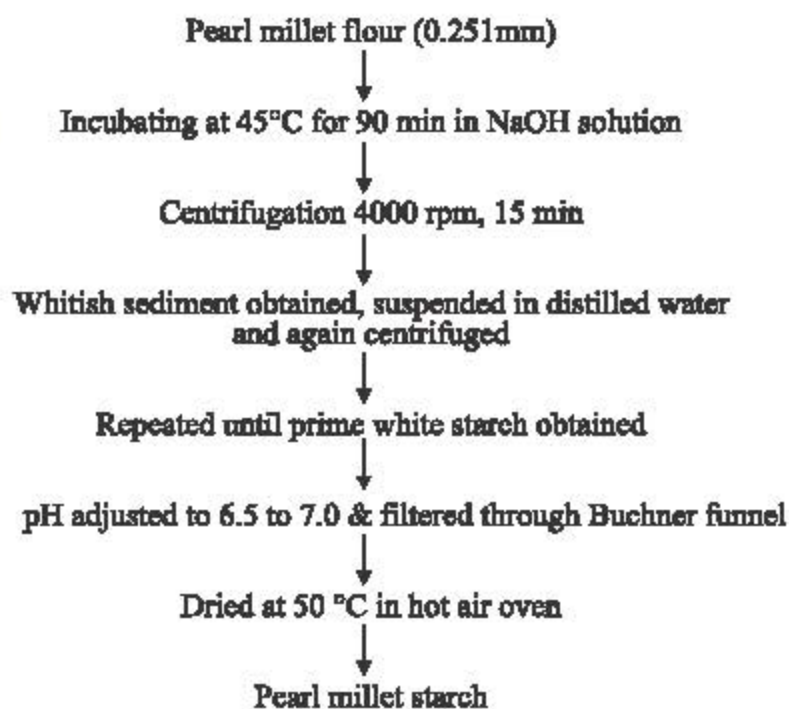 Pearl millet flour (0.251mm)
Incubating at 45°C for 90 min in NaOH solution
Centrifugation 4000 rpm, 15 min
Whitish sediment obtained, suspended in distilled water
and again centrifuged
Repeated until prime white starch obtained
pH adjusted to 6.5 to 7.0 & filtered through Buchner funnel
Dried at 50 °C in hot air oven
Pearl millet starch